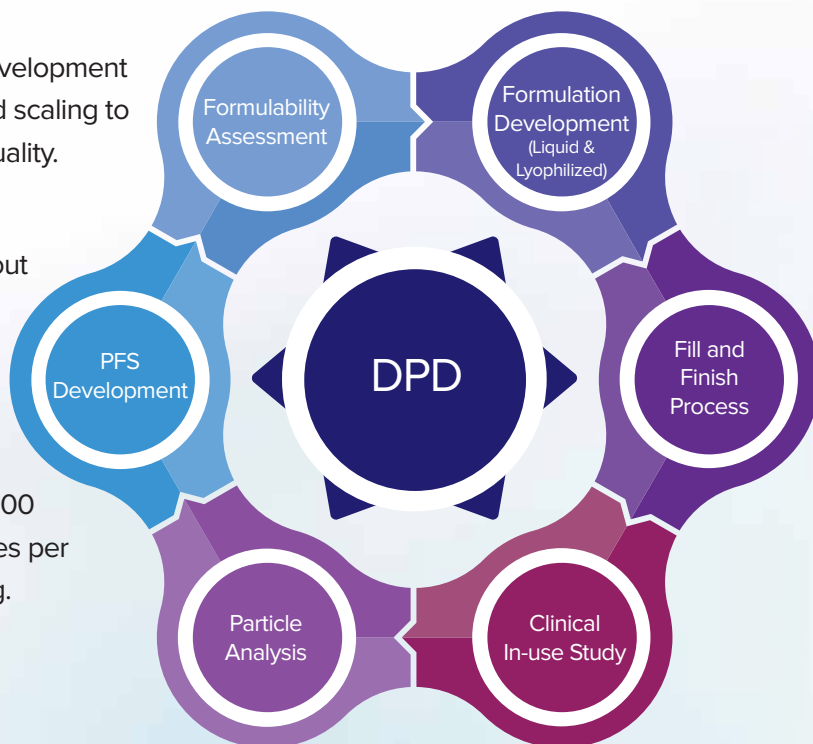 evelopment
d scaling to
uality.
out
00
es per
g.
Formulability
Assessment
Formulation
Development
(Liquid &
Lyophilized)
PFS
Development
DPD
Fill and
Finish
Process
Particle
Analysis
Clinical
In-use Study